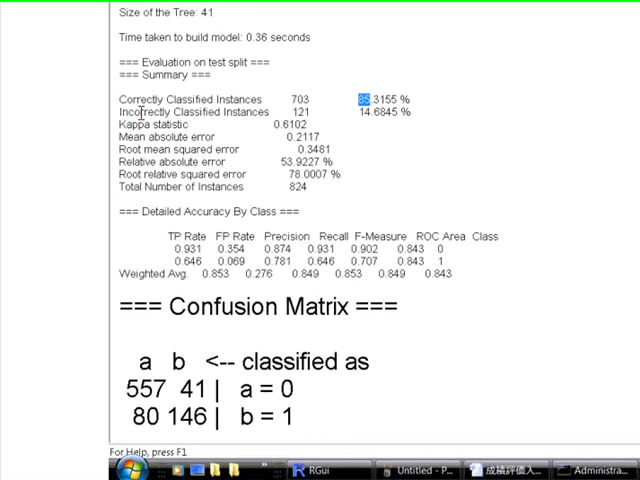 Size of the Tree: 41
Time taken to build model: 0.36 seconds
=== Evaluation on test split ===
=== Summary ===
Correctly Classified Instances 703 85.3155 %
Incorrectly Classified Instances 121 14.6845 %
Kappa statistic 0.6102
Mean absolute error 0.2117
Root mean squared error 0.3481
Relative absolute error 53.9227 %
Root relative squared error 78.0007 %
Total Number of Instances 824
=== Detailed Accuracy By Class ===
TP Rate FP Rate Precision Recall F-Measure ROC Area Class
0.931 0.354 0.874 0.931 0.902 0.843 0
0.646 0.069 0.781 0.646 0.707 0.843 1
Weighted Avg. 0.853 0.276 0.849 0.853 0.849 0.843
=== Confusion Matrix ===
a b <-- classified as
557 41 | a = 0
80 146 | b = 1
For Help, press F1
RGui Untitled - P... 成績評価入... Administra...